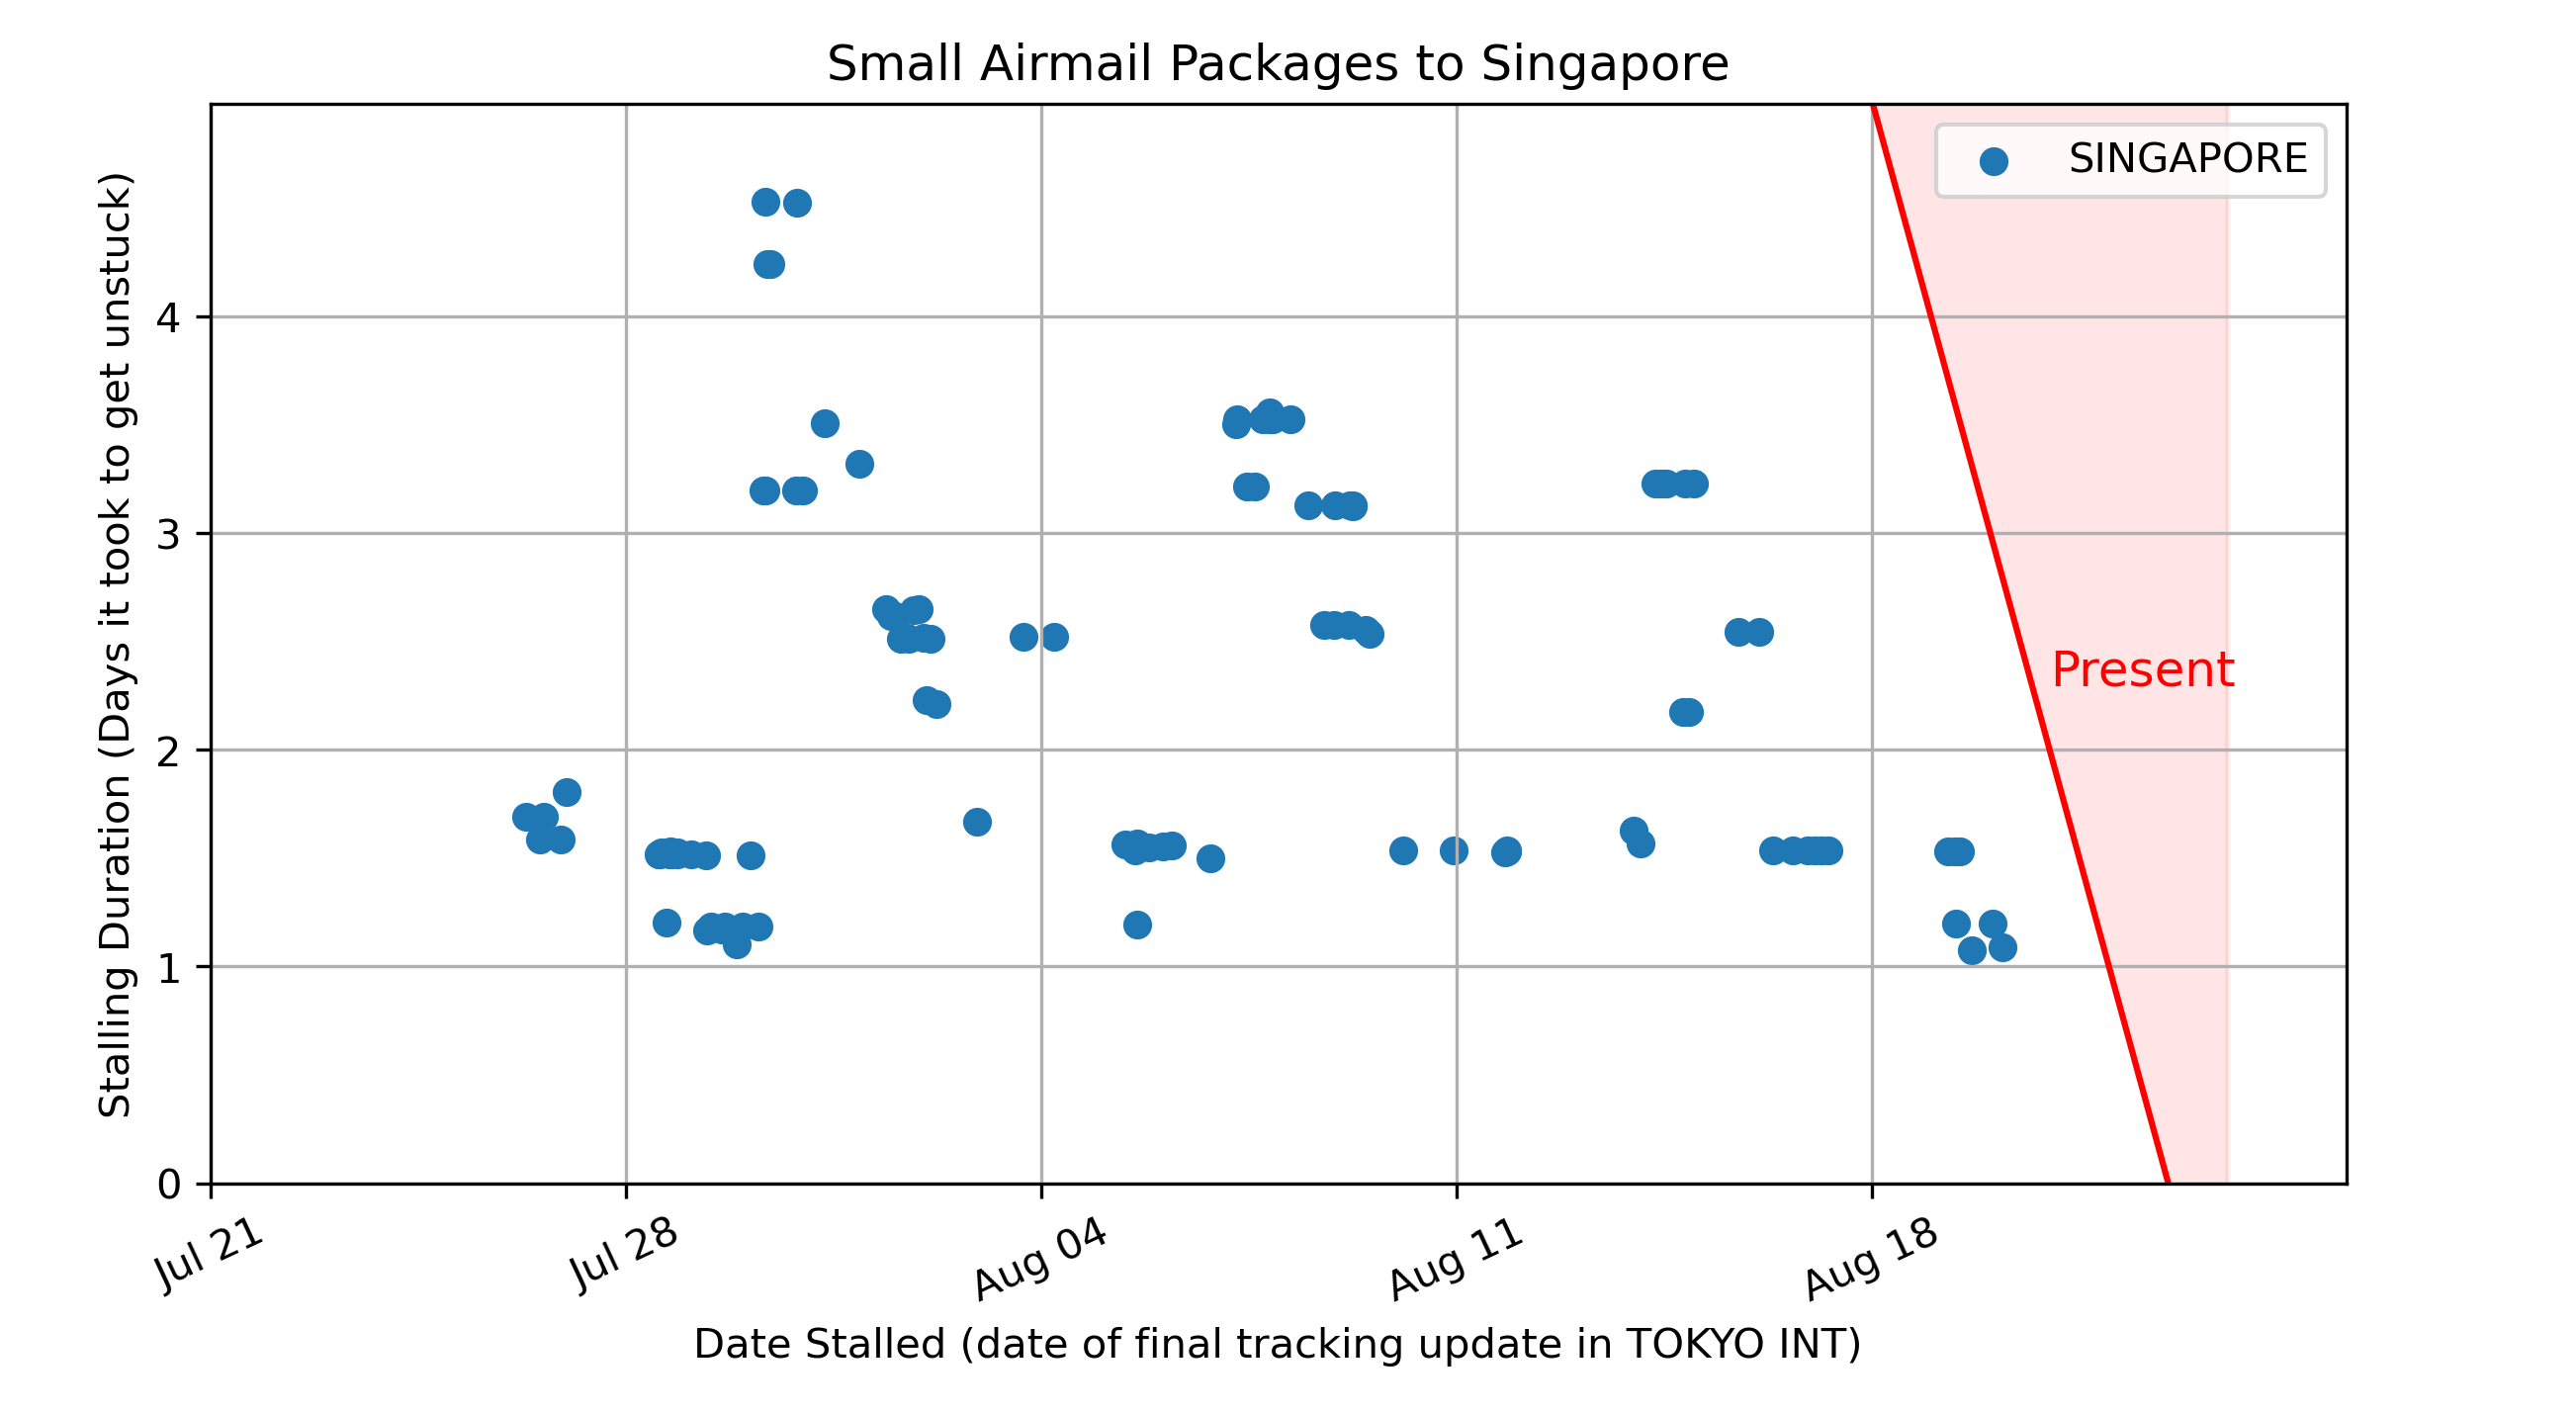 Small Airmail Packages to Singapore
SINGAPORE
Stalling Duration (Days it took to get unstuck)
4
3
2
1
0
Present
Jul 21
Jul 28
Aug 04
Aug 11
Aug 18
Date Stalled (date of final tracking update in TOKYO INT)